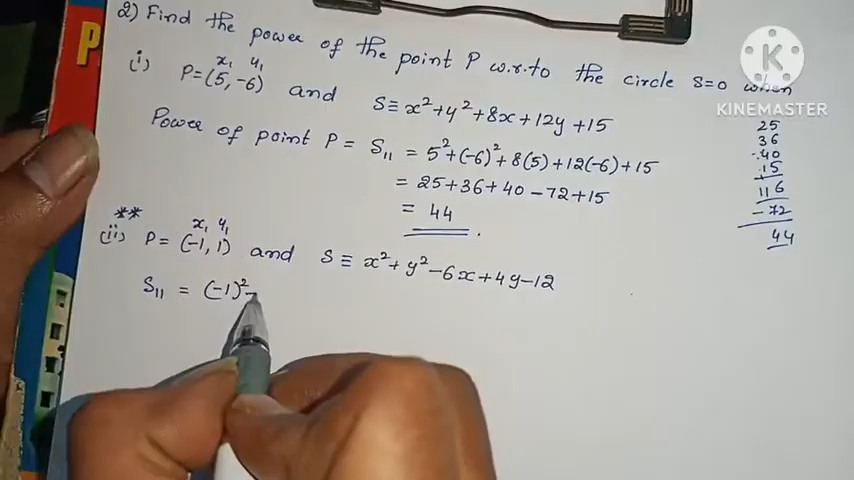 2) Find the power of the point P w.r.to the circle S=0 when
x₁ y₁
(i) P=(5, -6) and S≡x²+y²+8x+12y+15
Power of point P = S₁₁ = 5²+(-6)²+8(5)+12(-6)+15
= 25+36+40-72+15
= 44
25
36
40
15
116
-72
44
**
x₁ y₁
(ii) P=(-1, 1) and S≡x²+y²-6x+4y-12
S₁₁ = (-1)²-
P
K
KINEMASTER